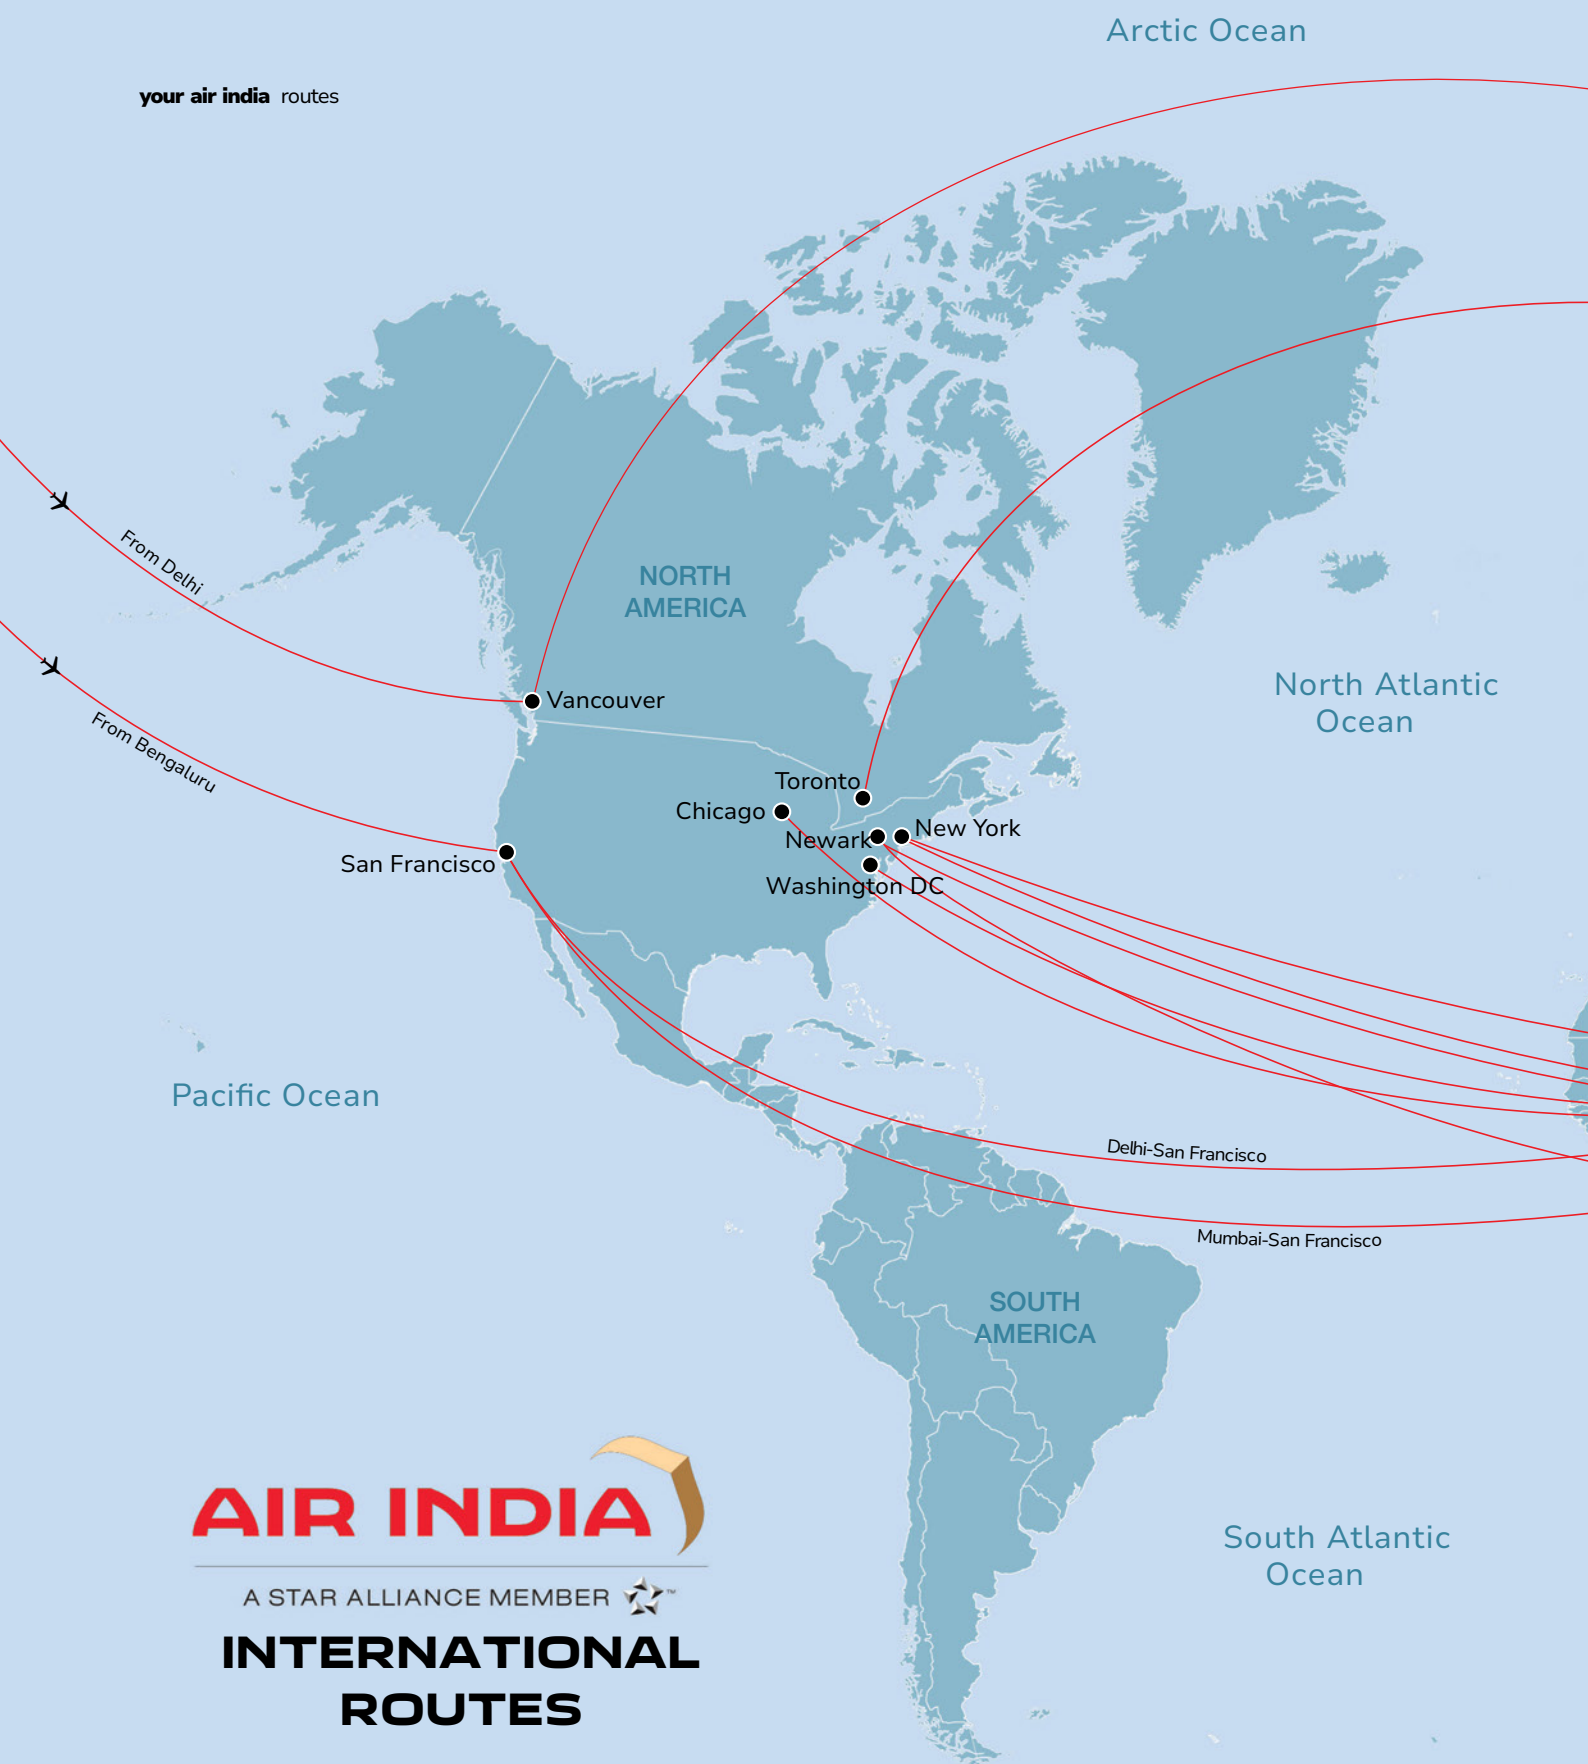 Arctic Ocean
your air india routes
From Delhi
NORTH
AMERICA
North Atlantic
Ocean
Vancouver
From Bengaluru
Toronto
Chicago
New York
Newark
San Francisco
Washington DC
Pacific Ocean
Delhi-San Francisco
Mumbai-San Francisco
SOUTH
AMERICA
AIR INDIA
A STAR ALLIANCE MEMBER ™
South Atlantic
Ocean
INTERNATIONAL
ROUTES